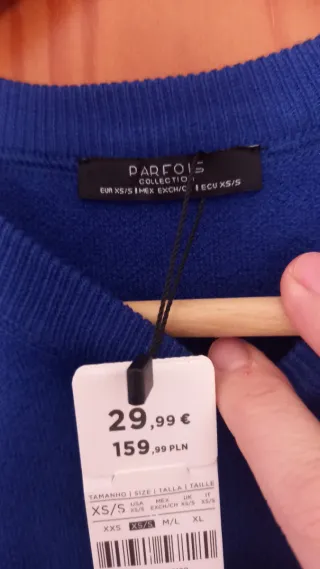 PARFOIS
COLLECTION
EUR XS/S | MEX EXCH/CH | ECU XS/S
29,99 €
159,99 PLN
TAMANHO | SIZE | TALLA | TAILLE
XS/S USA XS/S MEX EXCH/CH UK XS/S IT XS/S
XXS XS/S M/L XL